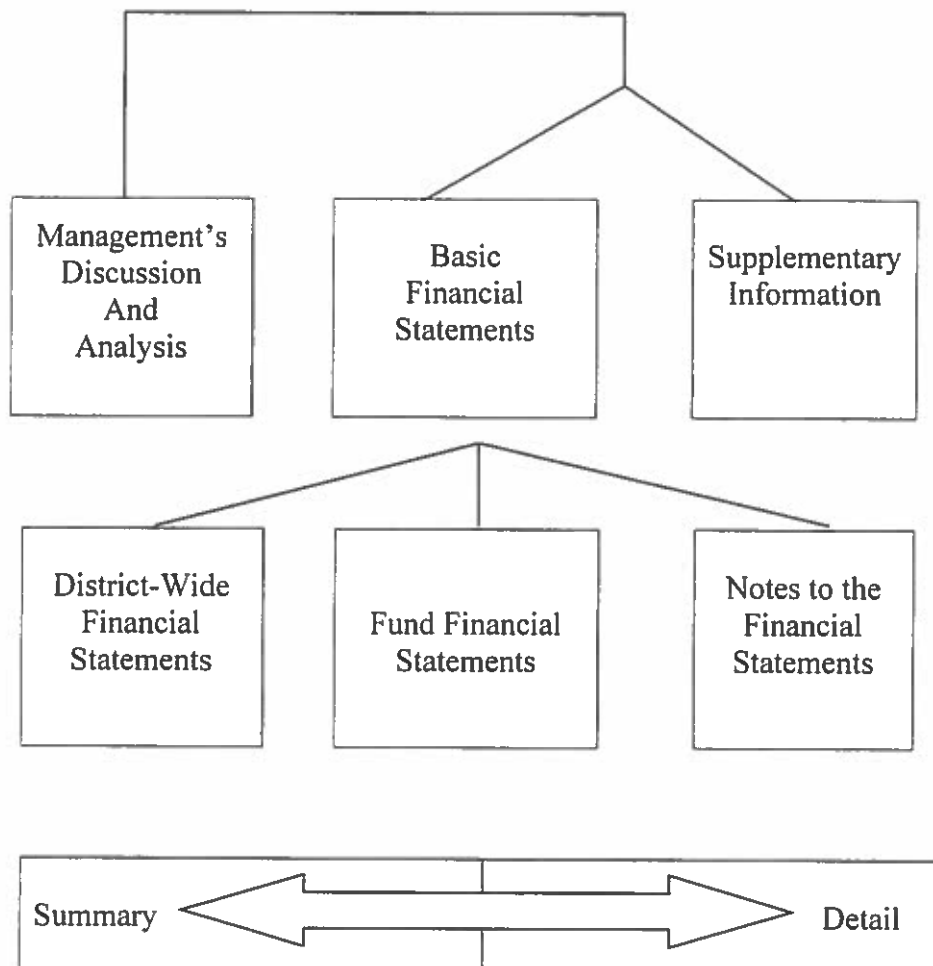 Management's
Discussion
And
Analysis
Basic
Financial
Statements
Supplementary
Information
District-Wide
Financial
Statements
Fund Financial
Statements
Notes to the
Financial
Statements
Summary
Detail